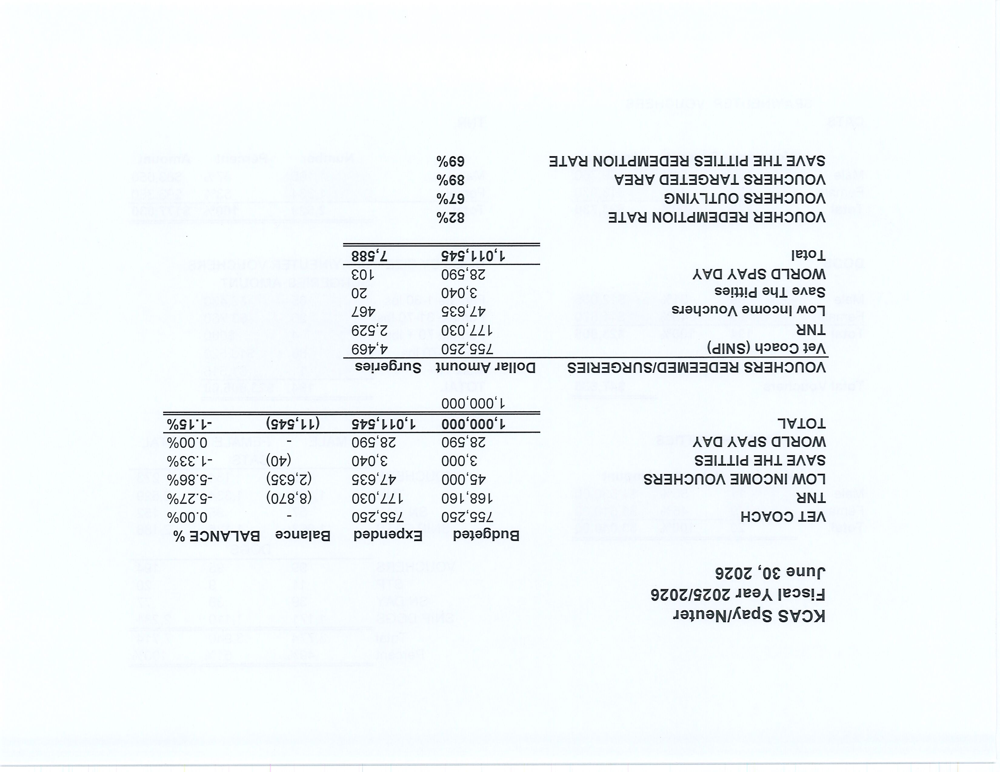 KCAS Spay/Neuter
Fiscal Year 2025/2026
June 30, 2026
Budgeted Expended Balance BALANCE %
VET COACH 755,250 755,250 - 0.00%
TNR 168,160 177,030 (8,870) -5.27%
LOW INCOME VOUCHERS 45,000 47,635 (2,635) -5.86%
SAVE THE PITTIES 3,000 3,040 (40) -1.33%
WORLD SPAY DAY 28,590 28,590 - 0.00%
TOTAL 1,000,000 1,011,545 (11,545) -1.15%
1,000,000
VOUCHERS REDEEMED/SURGERIES Dollar Amount Surgeries
Vet Coach (SNIP) 755,250 4,469
TNR 177,030 2,529
Low Income Vouchers 47,635 467
Save The Pitties 3,040 20
WORLD SPAY DAY 28,590 103
Total 1,011,545 7,588
VOUCHER REDEMPTION RATE 82%
VOUCHERS OUTLYING 67%
VOUCHERS TARGETED AREA 89%
SAVE THE PITTIES REDEMPTION RATE 69%